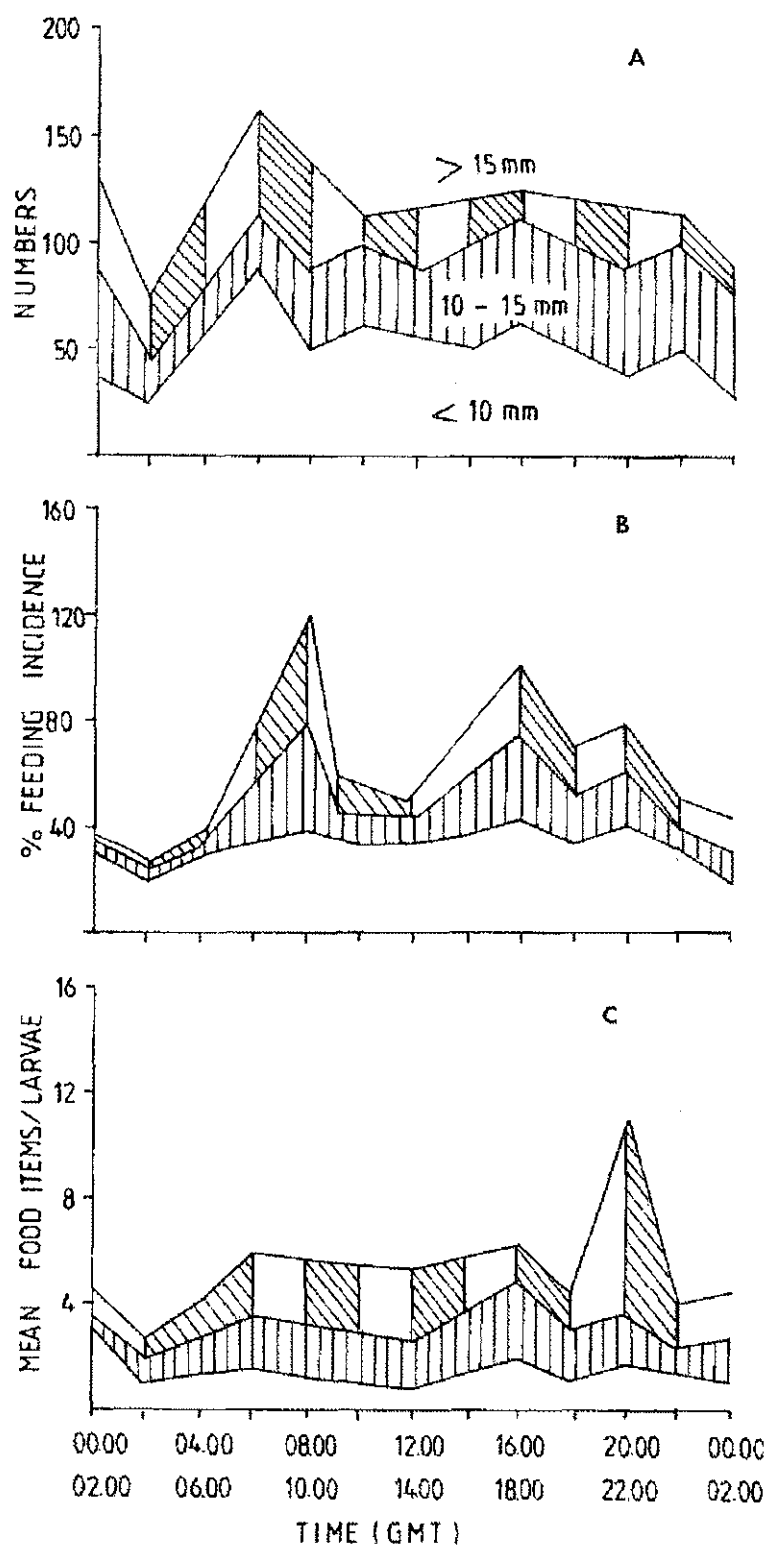 200
A
150
> 15 mm
NUMBERS
100
10 - 15 mm
50
< 10 mm
160
B
% FEEDING INCIDENCE
120
80
40
16
C
MEAN FOOD ITEMS/LARVAE
12
8
4
00.00 04.00 08.00 12.00 16.00 20.00 00.00
02.00 06.00 10.00 14.00 18.00 22.00 02.00
TIME (GMT)